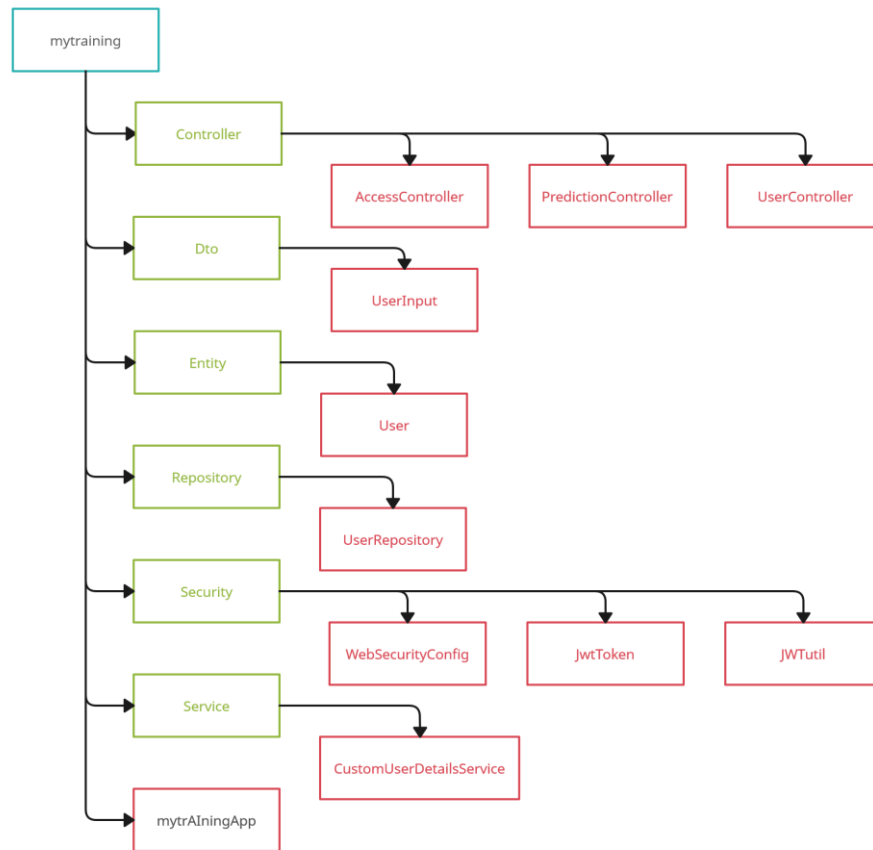 mytraining
Controller
AccessController
PredictionController
UserController
Dto
UserInput
Entity
User
Repository
UserRepository
Security
WebSecurityConfig
JwtToken
JWTutil
Service
CustomUserDetailsService
mytrAIningApp